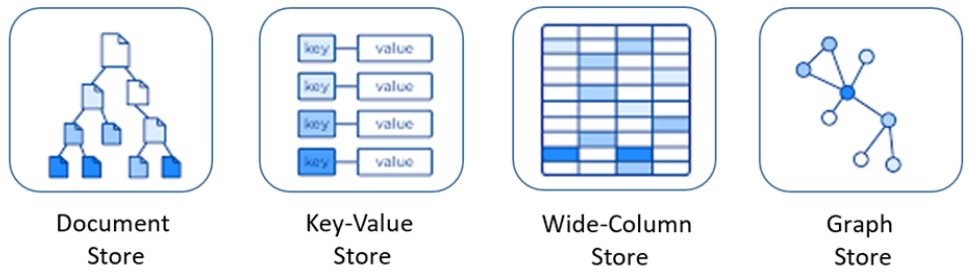 key value
key value
key value
key value
Document
Store
Key-Value
Store
Wide-Column
Store
Graph
Store